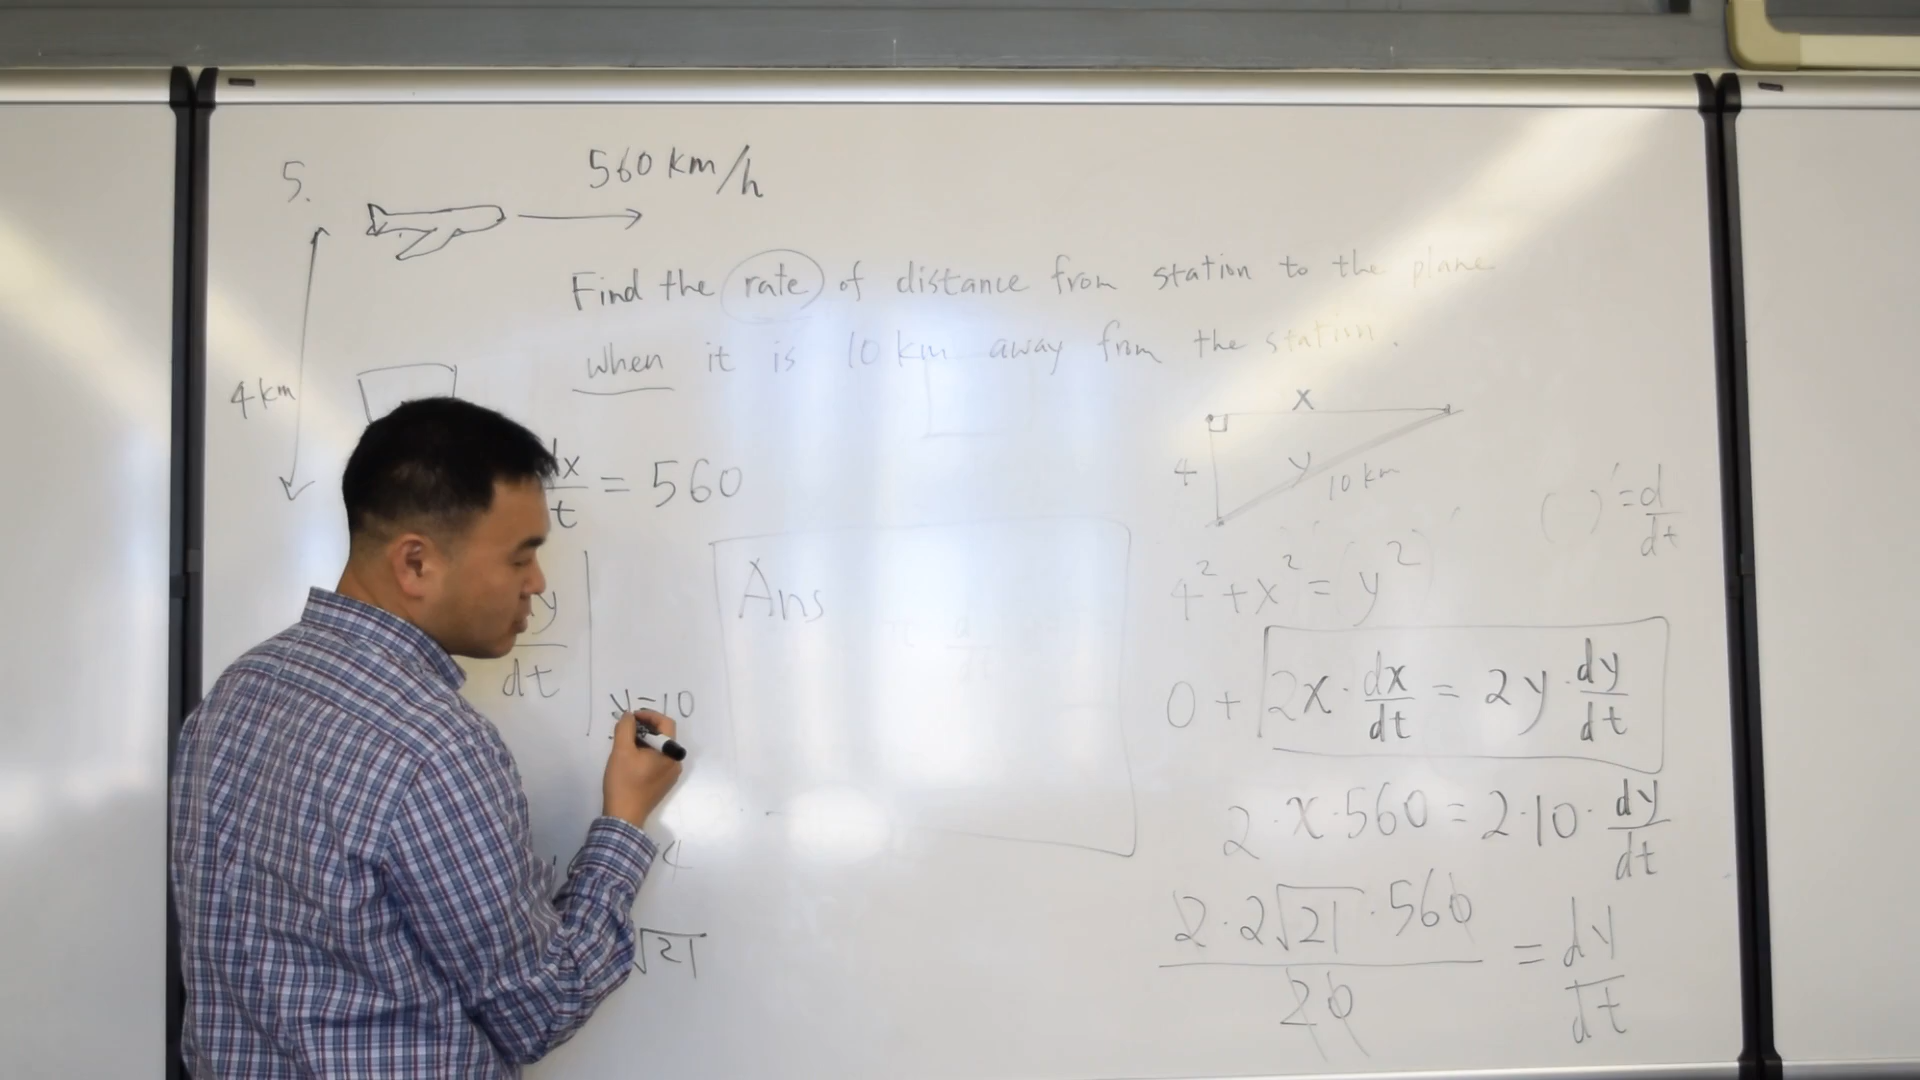 5.
560 km/h
Find the rate of distance from station to the plane
when it is 10 km away from the station.
4 km
dx/t = 560
y/dt | y=10
Ans
√21
x
4
y
10 km
( )' = d/dt
4² + x² = y²
0 + 2x · dx/dt = 2y · dy/dt
2 · x · 560 = 2 · 10 · dy/dt
2 · 2√21 · 560 / 20 = dy/dt